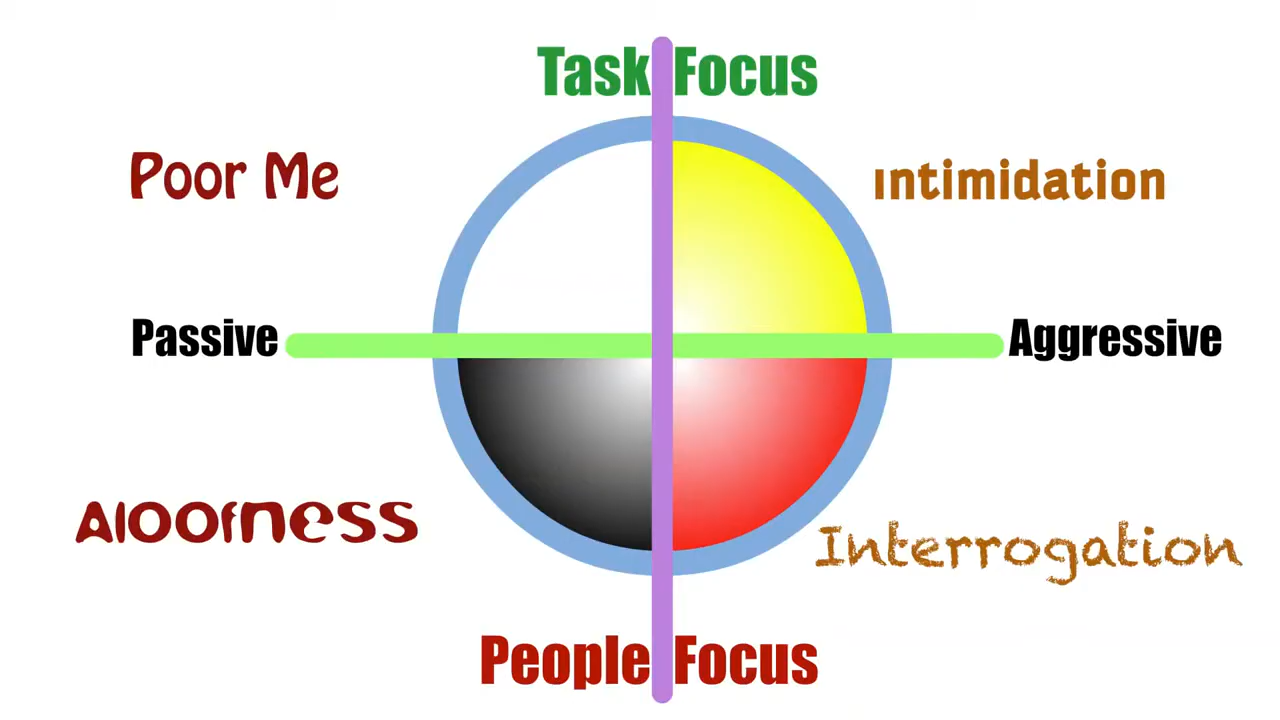 Task Focus
Poor Me
Intimidation
Passive
Aggressive
Aloofness
Interrogation
People Focus